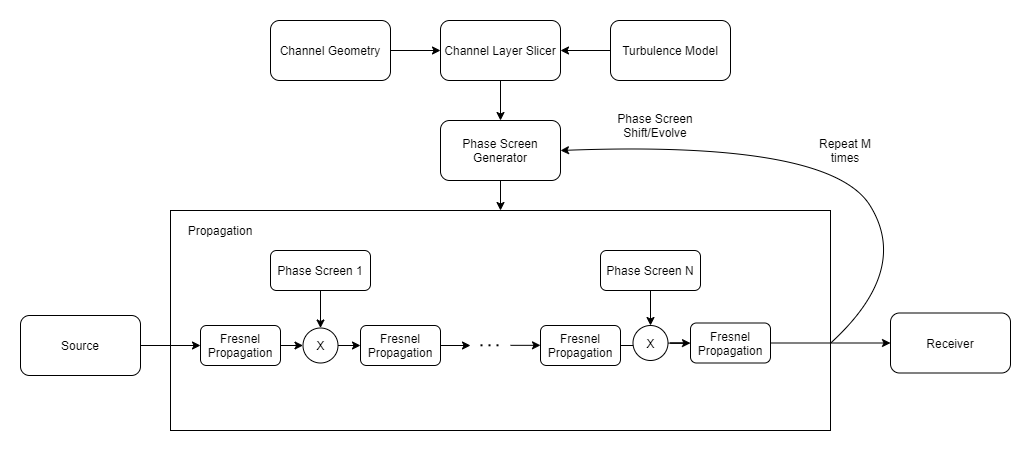 Channel Geometry
Channel Layer Slicer
Turbulence Model
Phase Screen
Shift/Evolve
Repeat M
times
Phase Screen
Generator
Propagation
Phase Screen 1
Phase Screen N
Source
Fresnel
Propagation
X
Fresnel
Propagation
...
Fresnel
Propagation
X
Fresnel
Propagation
Receiver